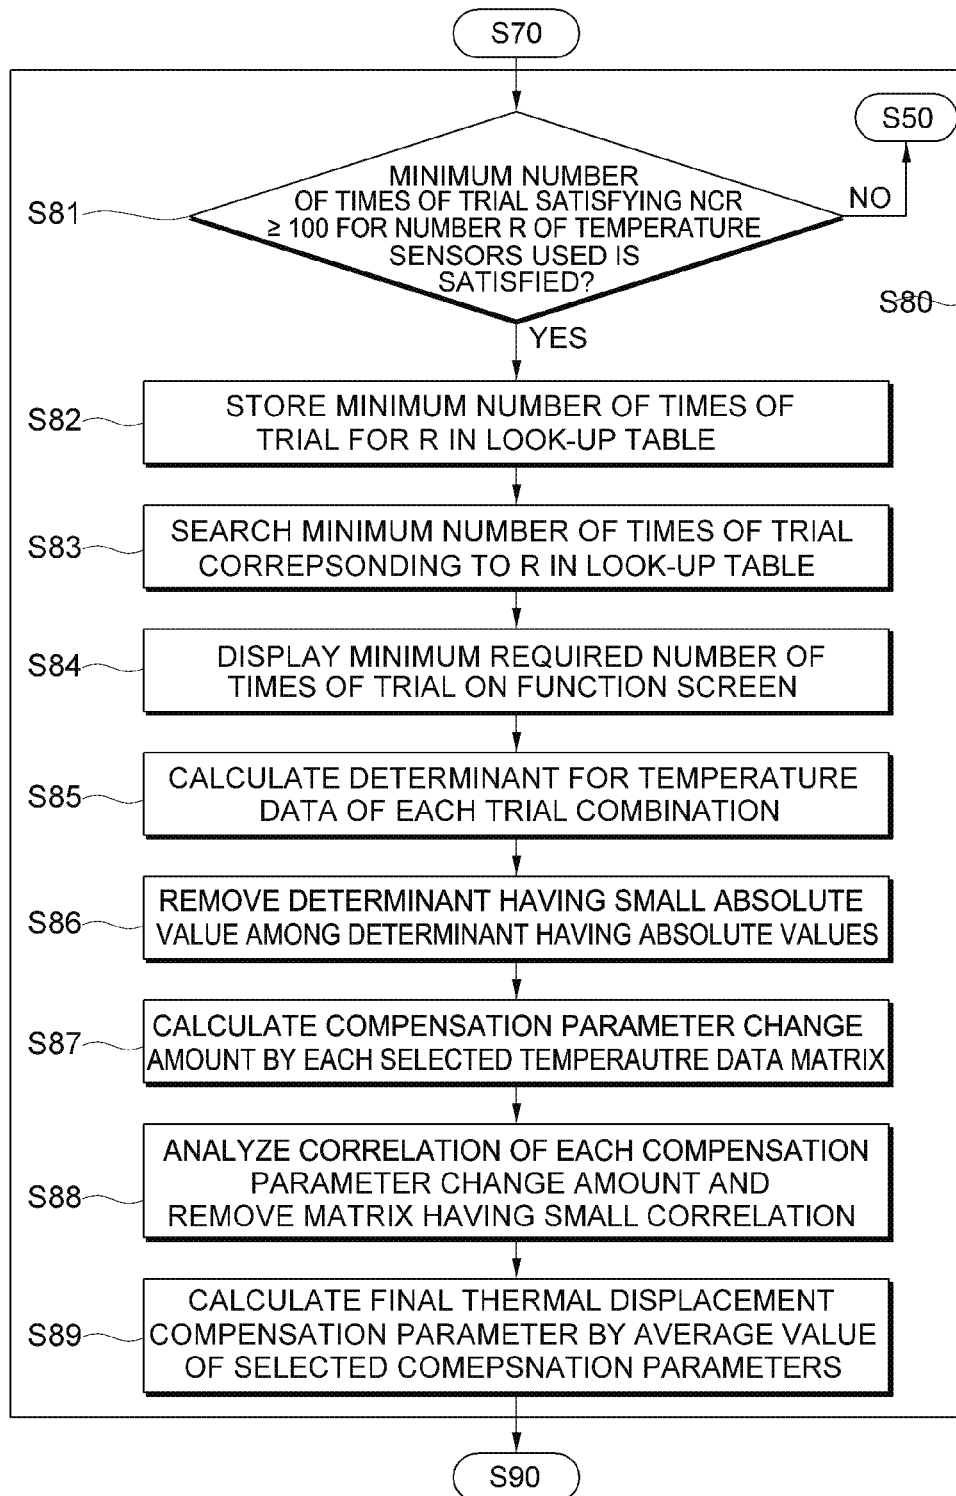 S70
S50
S81
MINIMUM NUMBER
OF TIMES OF TRIAL SATISFYING NCR
≥ 100 FOR NUMBER R OF TEMPERATURE
SENSORS USED IS
SATISFIED?
NO
S80
YES
S82
STORE MINIMUM NUMBER OF TIMES OF
TRIAL FOR R IN LOOK-UP TABLE
S83
SEARCH MINIMUM NUMBER OF TIMES OF TRIAL
CORREPSONDING TO R IN LOOK-UP TABLE
S84
DISPLAY MINIMUM REQUIRED NUMBER OF
TIMES OF TRIAL ON FUNCTION SCREEN
S85
CALCULATE DETERMINANT FOR TEMPERATURE
DATA OF EACH TRIAL COMBINATION
S86
REMOVE DETERMINANT HAVING SMALL ABSOLUTE
VALUE AMONG DETERMINANT HAVING ABSOLUTE VALUES
S87
CALCULATE COMPENSATION PARAMETER CHANGE
AMOUNT BY EACH SELECTED TEMPERAUTRE DATA MATRIX
S88
ANALYZE CORRELATION OF EACH COMPENSATION
PARAMETER CHANGE AMOUNT AND
REMOVE MATRIX HAVING SMALL CORRELATION
S89
CALCULATE FINAL THERMAL DISPLACEMENT
COMPENSATION PARAMETER BY AVERAGE VALUE
OF SELECTED COMEPSNATION PARAMETERS
S90